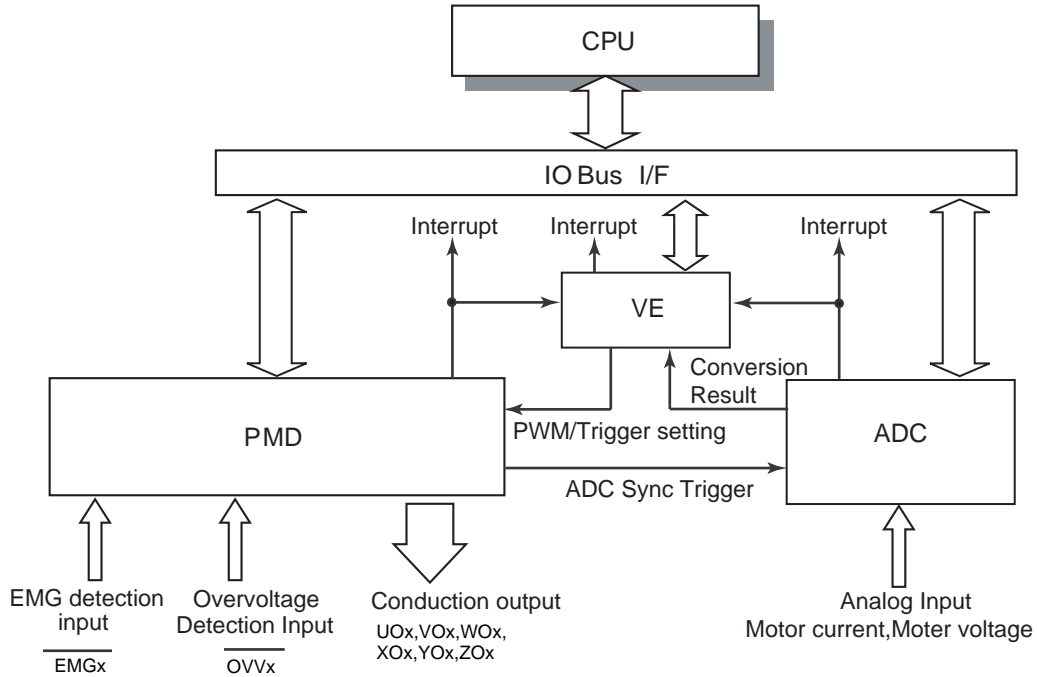 CPU
IO Bus I/F
Interrupt
Interrupt
Interrupt
VE
Conversion
Result
PMD
ADC
PWM/Trigger setting
ADC Sync Trigger
EMG detection
input
EMGx
Overvoltage
Detection Input
OVVx
Conduction output
UOx,VOx,WOx,
XOx,YOx,ZOx
Analog Input
Motor current,Moter voltage